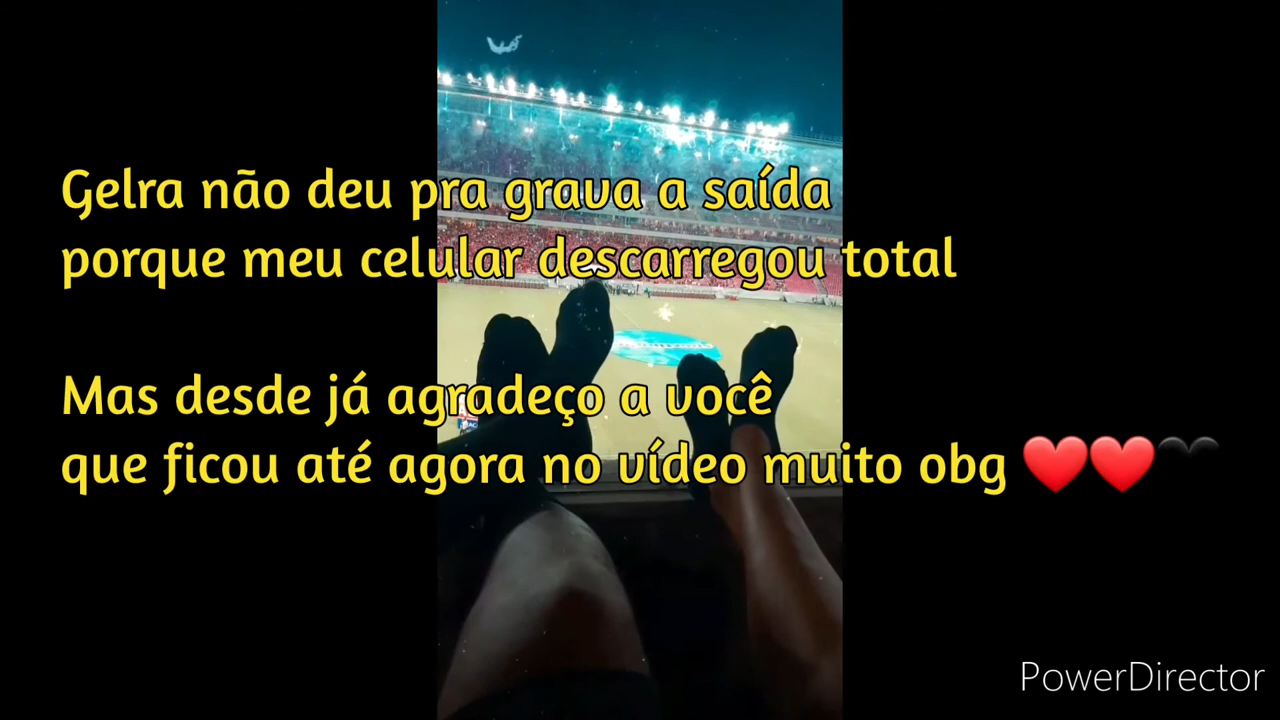 Gelra não deu pra grava a saída
porque meu celular descarregou total
Mas desde já agradeço a você
que ficou até agora no vídeo muito obg ❤️❤️🖤
PowerDirector